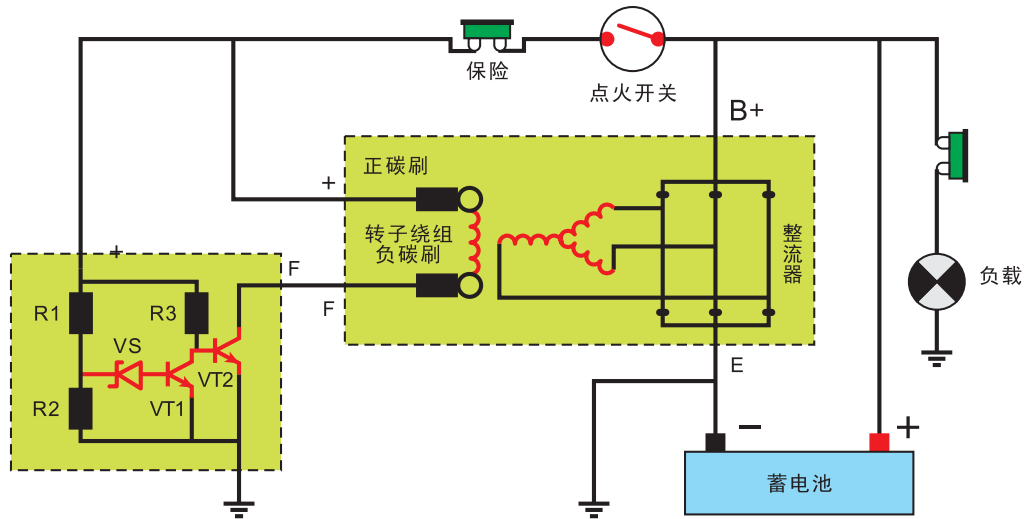 保险
点火开关
B+
正碳刷
+
转子绕组
负碳刷
整流器
负载
+
F
F
R1
R3
VS
VT2
R2
VT1
E
−
+
蓄电池